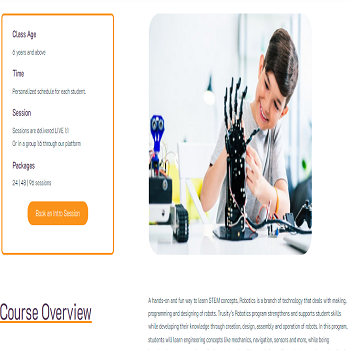 Class Age
6 years and above
Time
Personalized schedule for each student.
Session
Sessions are delivered LIVE 1:1
Or in a group 1:6 through our platform
Packages
24 | 48 | 96 sessions
Book an Intro Session
Course Overview
A hands-on and fun way to learn STEM concepts, Robotics is a branch of technology that deals with making,
programming and designing of robots. Trusity's Robotics program strengthens and supports student skills
while developing their knowledge through creation, design, assembly and operation of robots. In this program,
students will learn engineering concepts like mechanics, navigation, sensors and more, while being